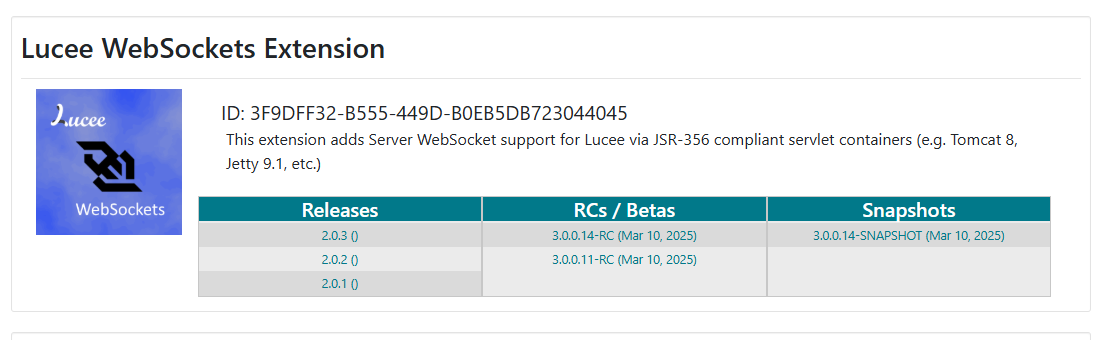 Lucee WebSockets Extension
Lucee
WebSockets
ID: 3F9DFF32-B555-449D-B0EB5DB723044045
This extension adds Server WebSocket support for Lucee via JSR-356 compliant servlet containers (e.g. Tomcat 8,
Jetty 9.1, etc.)
Releases RCs / Betas Snapshots
2.0.3 () 3.0.0.14-RC (Mar 10, 2025) 3.0.0.14-SNAPSHOT (Mar 10, 2025)
2.0.2 () 3.0.0.11-RC (Mar 10, 2025)
2.0.1 ()